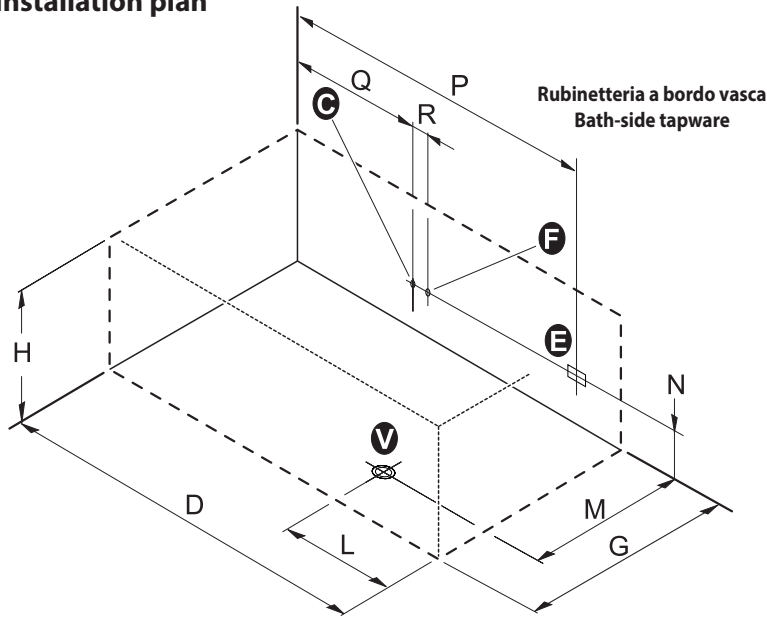 Installation plan
Q
P
R
C
Rubinetteria a bordo vasca
Bath-side tapware
F
E
H
N
V
D
M
L
G